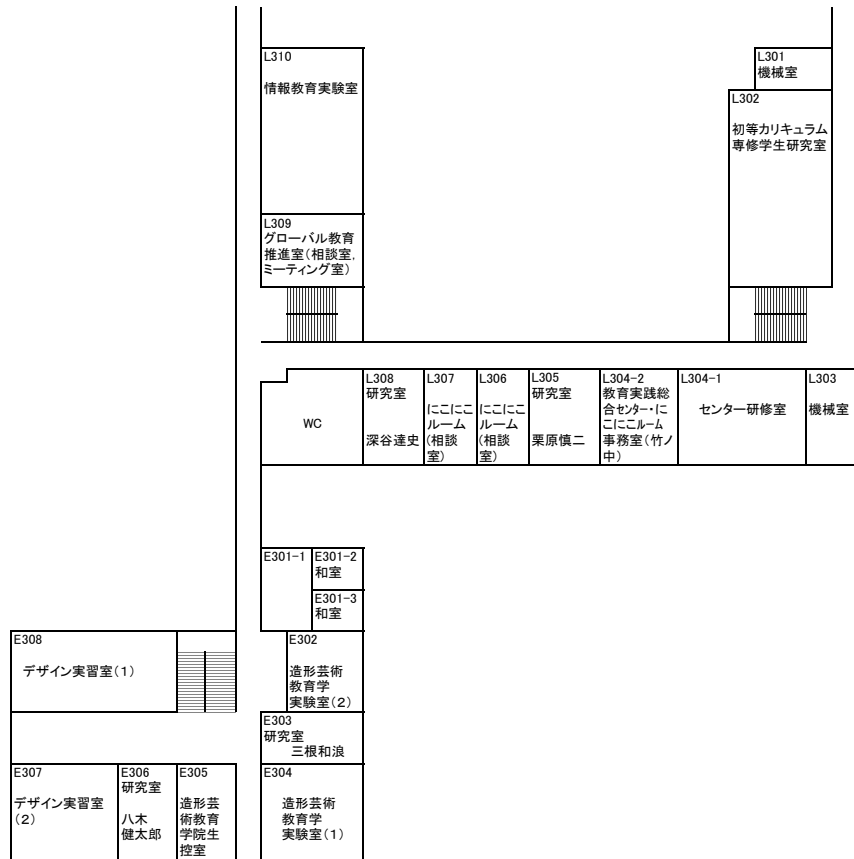 L310
情報教育実験室
L301
機械室
L302
初等カリキュラム
専修学生研究室
L309
グローバル教育
推進室(相談室,
ミーティング室)
WC
L308
研究室
深谷達史
L307
にこにこ
ルーム
(相談
室)
L306
にこにこ
ルーム
(相談
室)
L305
研究室
栗原慎二
L304-2
教育実践総
合センター・に
こにこルーム
事務室(竹ノ
中)
L304-1
センター研修室
L303
機械室
E301-1
E301-2
和室
E301-3
和室
E308
デザイン実習室(1)
E302
造形芸術
教育学
実験室(2)
E303
研究室
三根和浪
E307
デザイン実習室
(2)
E306
研究室
八木
健太郎
E305
造形芸
術教育
学院生
控室
E304
造形芸術
教育学
実験室(1)